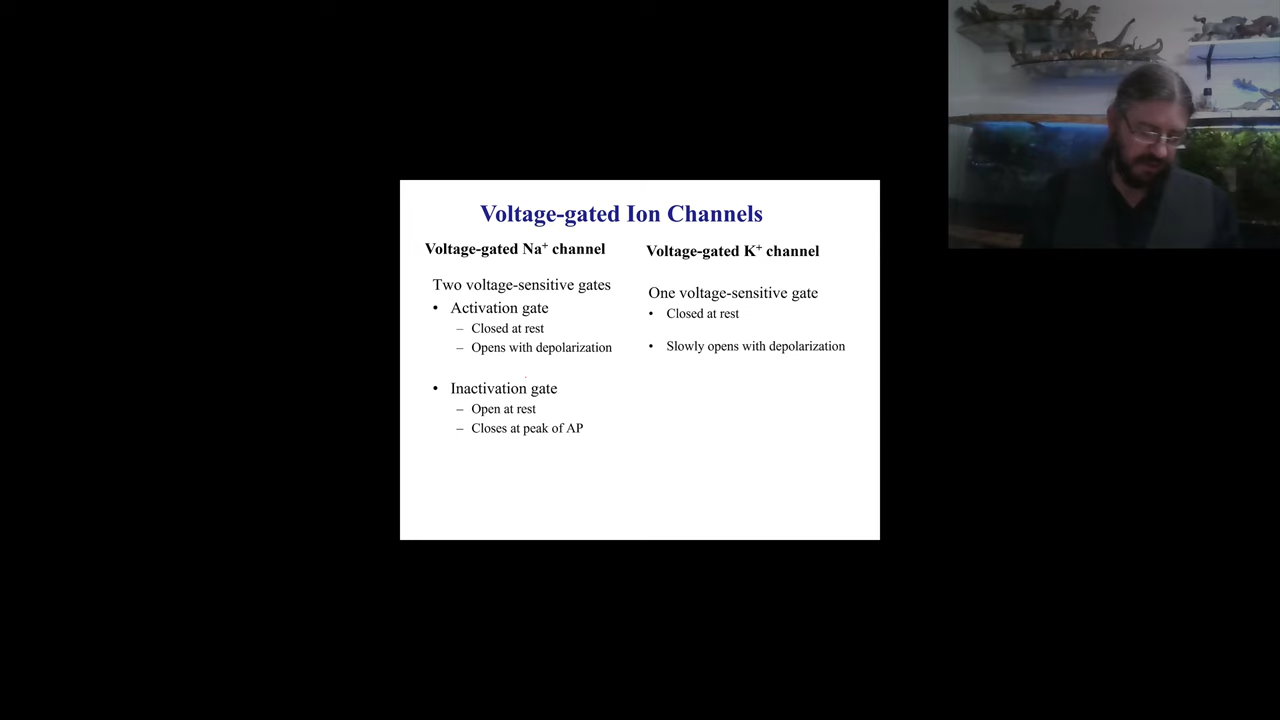 Voltage-gated Ion Channels
Voltage-gated Na⁺ channel
Two voltage-sensitive gates
• Activation gate
– Closed at rest
– Opens with depolarization
• Inactivation gate
– Open at rest
– Closes at peak of AP
Voltage-gated K⁺ channel
One voltage-sensitive gate
• Closed at rest
• Slowly opens with depolarization